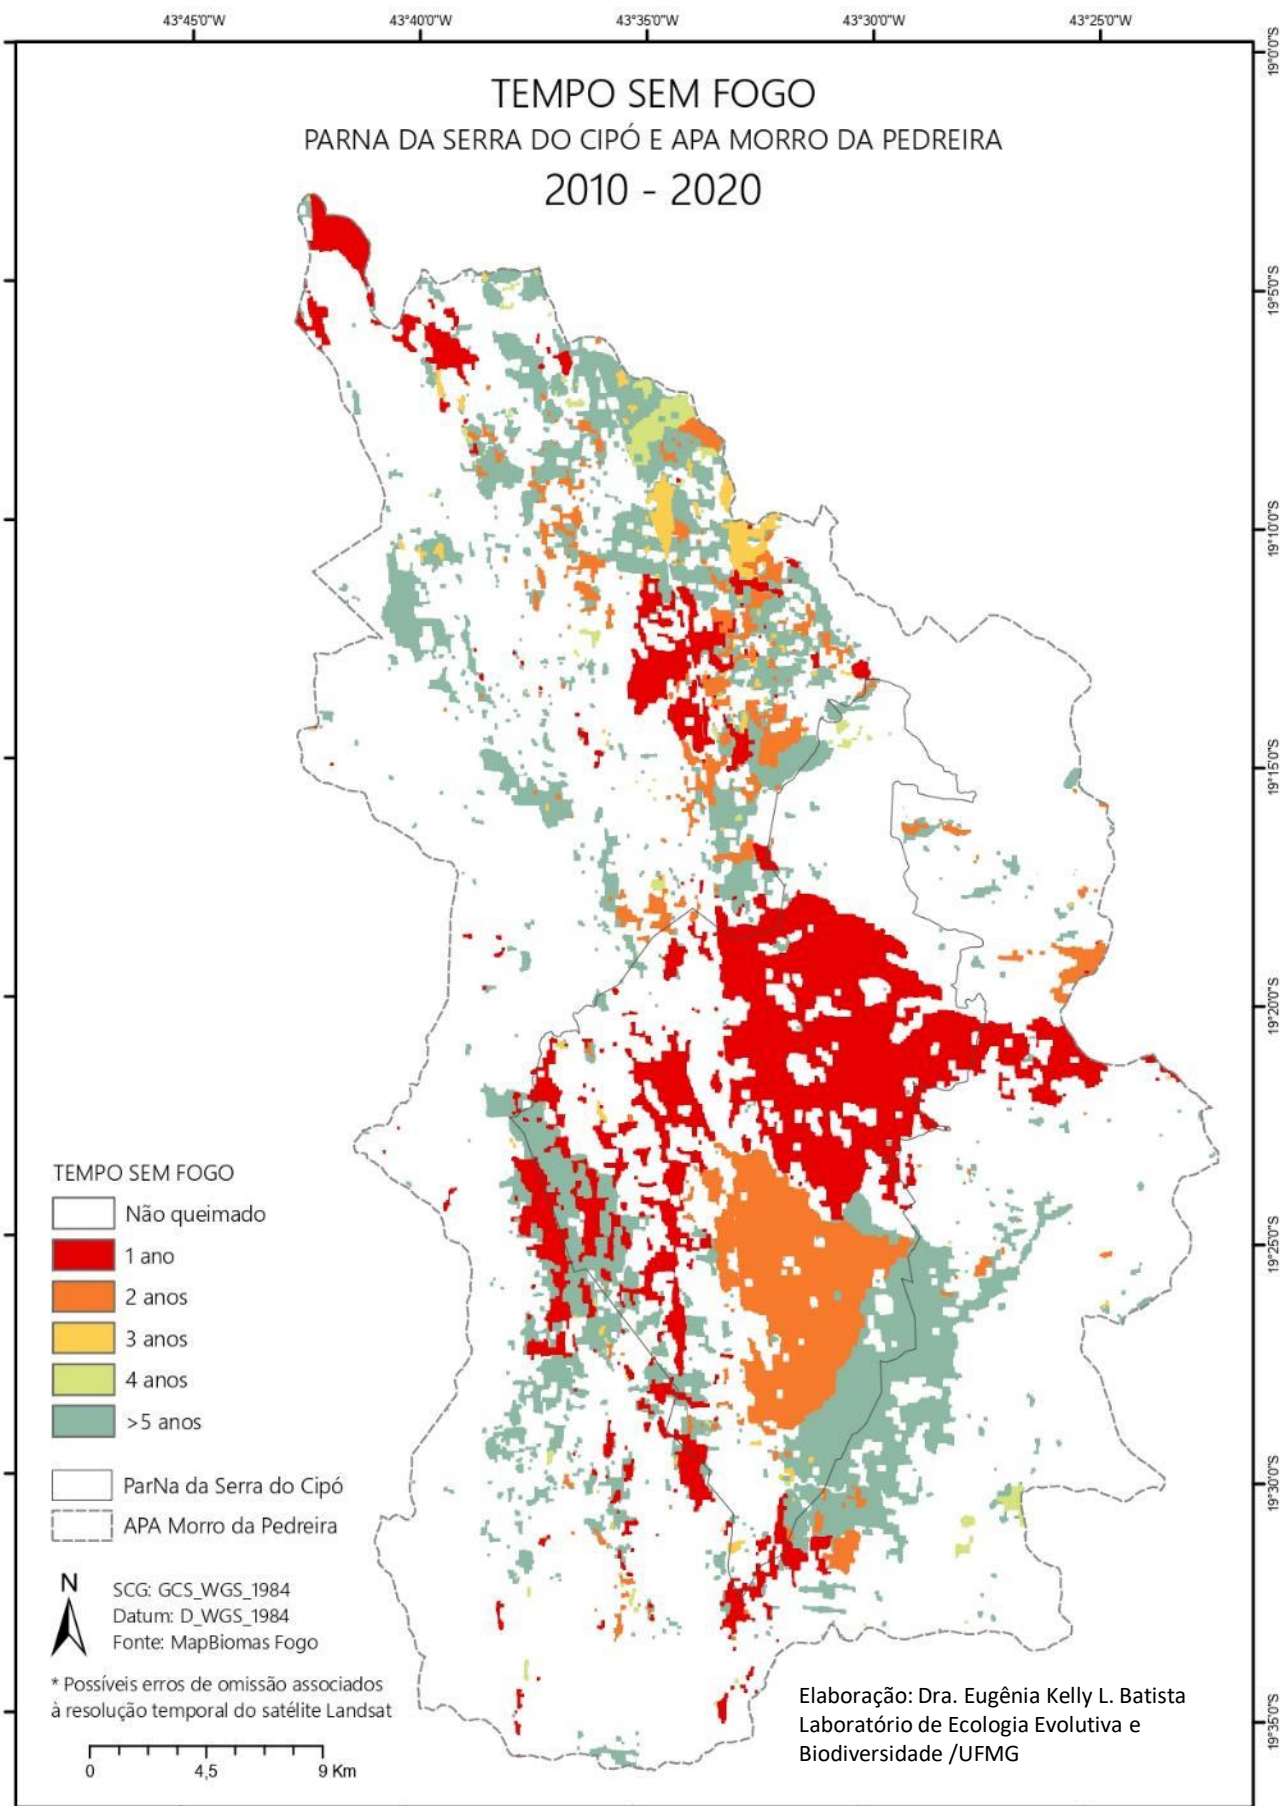 43°45'0"W
43°40'0"W
43°35'0"W
43°30'0"W
43°25'0"W
19°0'0"S
TEMPO SEM FOGO
PARNA DA SERRA DO CIPÓ E APA MORRO DA PEDREIRA
2010 - 2020
19°5'0"S
19°10'0"S
19°15'0"S
19°20'0"S
19°25'0"S
19°30'0"S
19°35'0"S
TEMPO SEM FOGO
Não queimado
1 ano
2 anos
3 anos
4 anos
>5 anos
ParNa da Serra do Cipó
APA Morro da Pedreira
N
SCG: GCS_WGS_1984
Datum: D_WGS_1984
Fonte: MapBiomas Fogo
* Possíveis erros de omissão associados
à resolução temporal do satélite Landsat
0
4,5
9 Km
Elaboração: Dra. Eugênia Kelly L. Batista
Laboratório de Ecologia Evolutiva e
Biodiversidade /UFMG